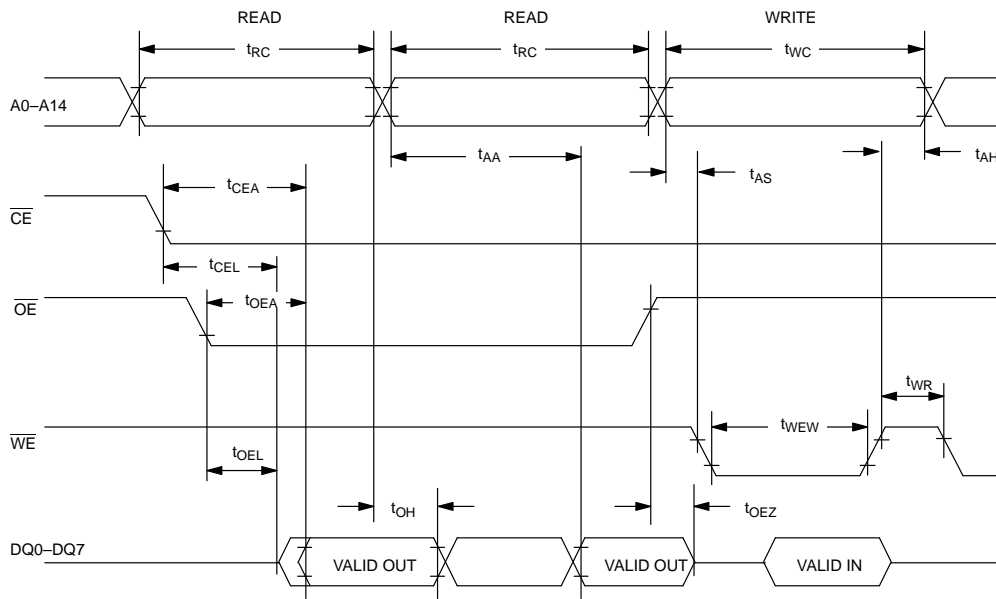 READ READ WRITE
tRC tRC tWC
A0–A14
tAA tAH
tAS
tCEA
CE
tCEL
tOEA
OE
tWR
tWEW
WE
tOEL
tOH tOEZ
DQ0–DQ7
VALID OUT VALID OUT VALID IN